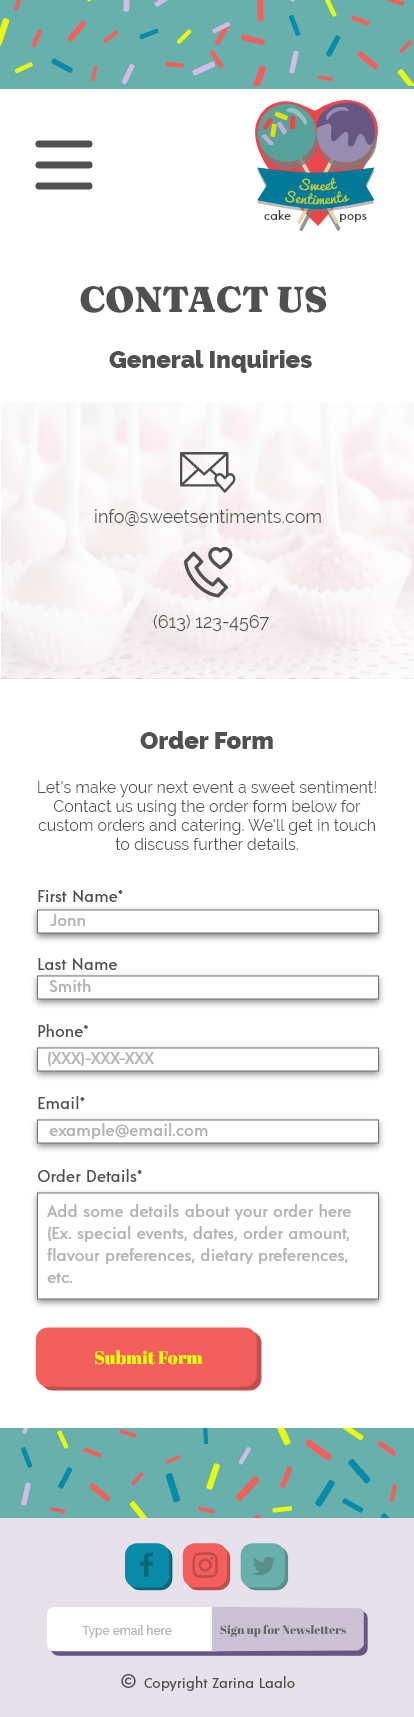 Sweet
Sentiments
cake pops
CONTACT US
General Inquiries
info@sweetsentiments.com
(613) 123-4567
Order Form
Let's make your next event a sweet sentiment!
Contact us using the order form below for
custom orders and catering. We'll get in touch
to discuss further details.
First Name*
Jonn
Last Name
Smith
Phone*
(XXX)-XXX-XXX
Email*
example@email.com
Order Details*
Add some details about your order here
(Ex. special events, dates, order amount,
flavour preferences, dietary preferences,
etc.
Submit Form
Type email here
Sign up for Newsletters
© Copyright Zarina Laalo